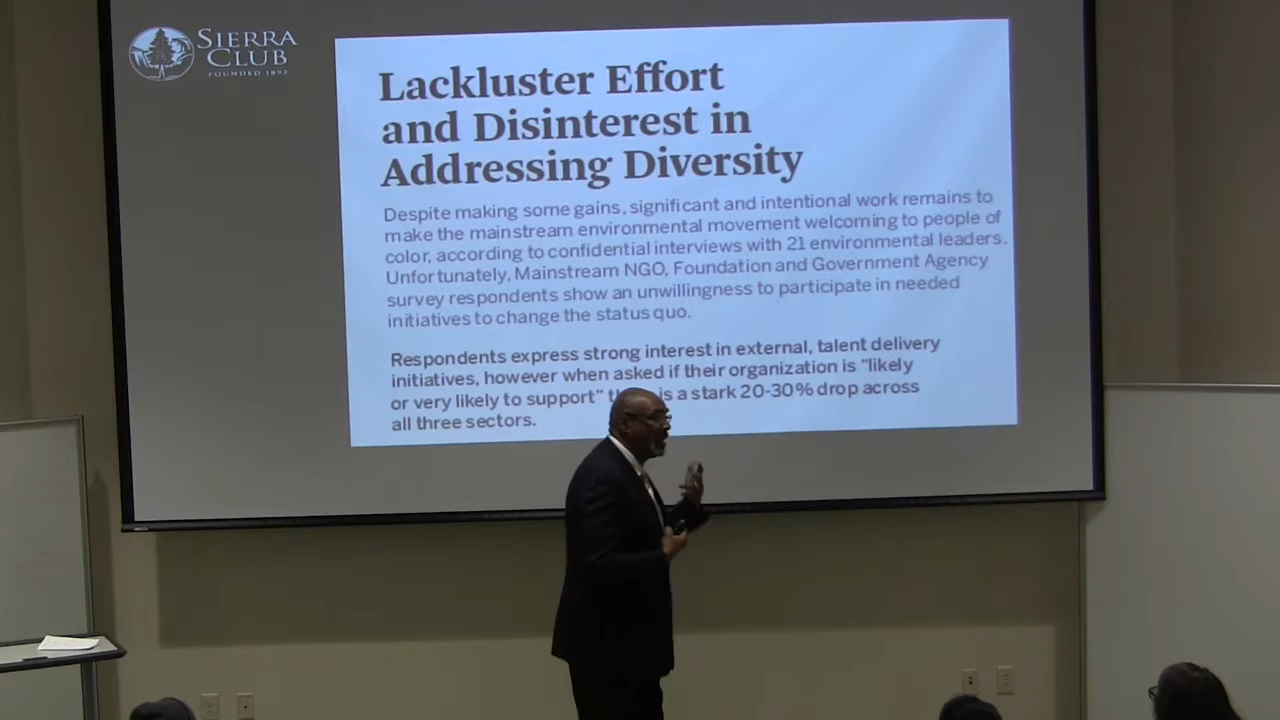 SIERRA
CLUB
FOUNDED 1892
Lackluster Effort
and Disinterest in
Addressing Diversity
Despite making some gains, significant and intentional work remains to
make the mainstream environmental movement welcoming to people of
color, according to confidential interviews with 21 environmental leaders.
Unfortunately, Mainstream NGO, Foundation and Government Agency
survey respondents show an unwillingness to participate in needed
initiatives to change the status quo.
Respondents express strong interest in external, talent delivery
initiatives, however when asked if their organization is "likely
or very likely to support" is a stark 20-30% drop across
all three sectors.